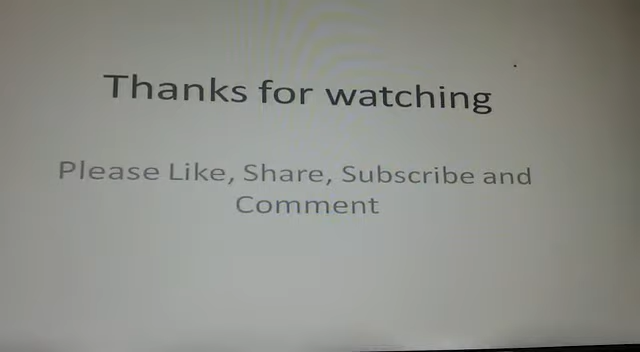 Thanks for watching
Please Like, Share, Subscribe and
Comment